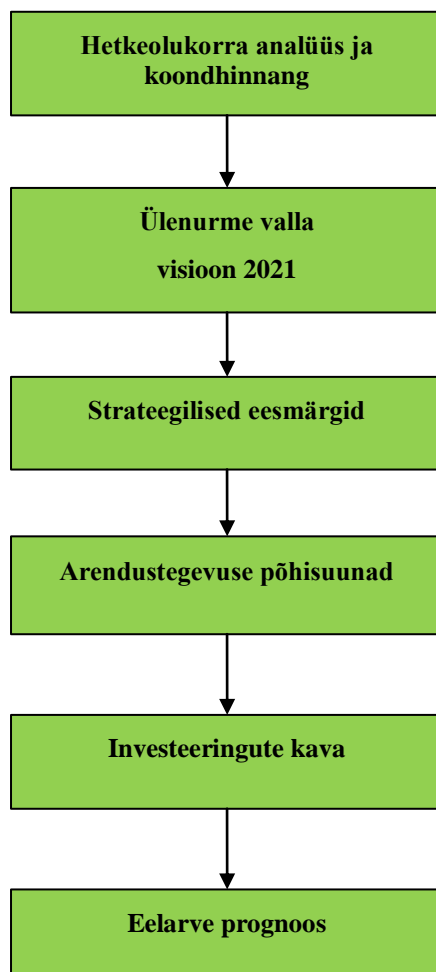 Hetkeolukorra analüüs ja
koondhinnang
Ülenurme valla
visioon 2021
Strateegilised eesmärgid
Arendustegevuse põhisuunad
Investeeringute kava
Eelarve prognoos